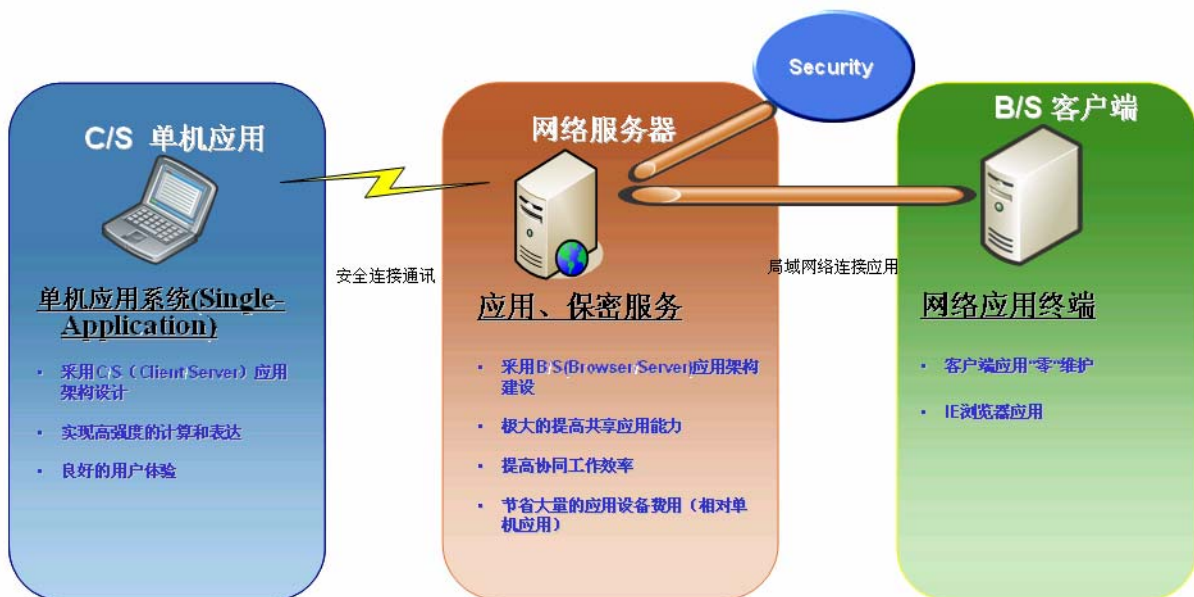 Security
C/S 单机应用
网络服务器
B/S 客户端
安全连接通讯
局域网络连接应用
单机应用系统(Single-
Application)
• 采用C/S（Client/Server）应用
架构设计
• 实现高强度的计算和表达
• 良好的用户体验
应用、保密服务
• 采用B/S(Browser/Server)应用架构
建设
• 极大的提高共享应用能力
• 提高协同工作效率
• 节省大量的应用设备费用（相对单
机应用）
网络应用终端
• 客户端应用“零”维护
• IE浏览器应用